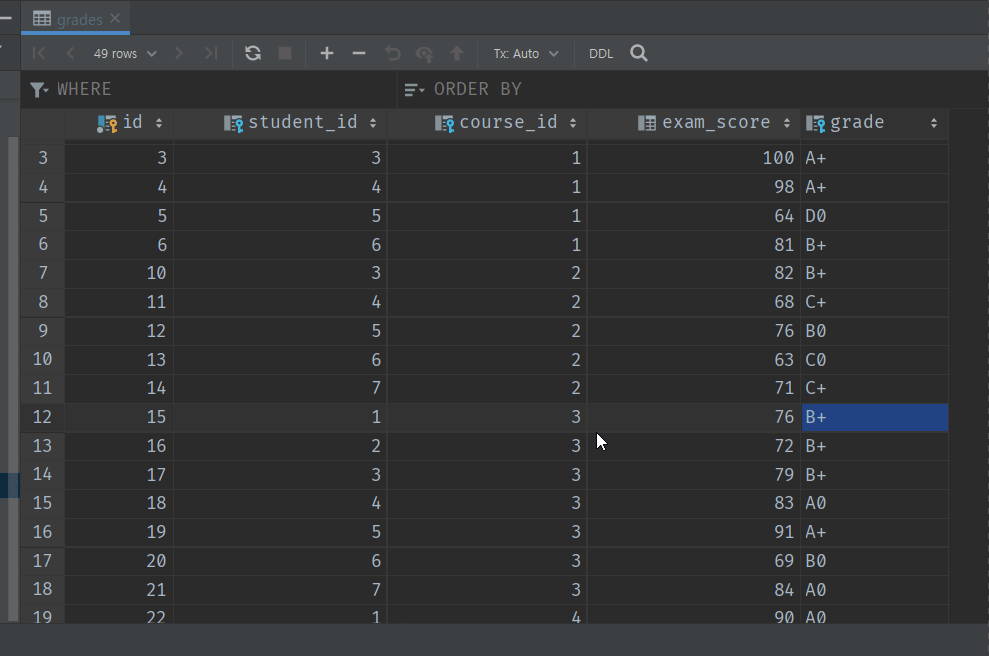 grades
49 rows Tx: Auto DDL
WHERE ORDER BY
id student_id course_id exam_score grade
3 3 3 1 100 A+
4 4 4 1 98 A+
5 5 5 1 64 D0
6 6 6 1 81 B+
7 10 3 2 82 B+
8 11 4 2 68 C+
9 12 5 2 76 B0
10 13 6 2 63 C0
11 14 7 2 71 C+
12 15 1 3 76 B+
13 16 2 3 72 B+
14 17 3 3 79 B+
15 18 4 3 83 A0
16 19 5 3 91 A+
17 20 6 3 69 B0
18 21 7 3 84 A0
19 22 1 4 90 A0